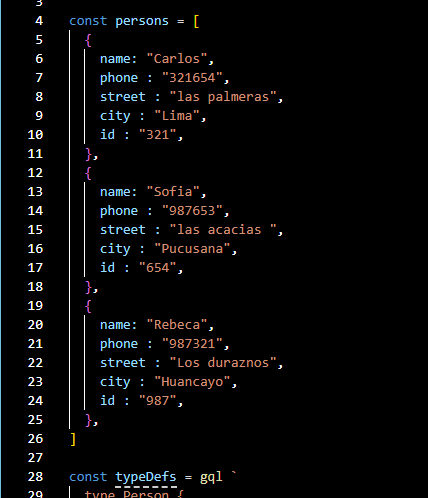 3
4 const persons = [
5 {
6 name: "Carlos",
7 phone : "321654",
8 street : "las palmeras",
9 city : "Lima",
10 id : "321",
11 },
12 {
13 name: "Sofia",
14 phone : "987653",
15 street : "las acacias ",
16 city : "Pucusana",
17 id : "654",
18 },
19 {
20 name: "Rebeca",
21 phone : "987321",
22 street : "Los duraznos",
23 city : "Huancayo",
24 id : "987",
25 },
26 ]
27
28 const typeDefs = gql `
29 type Person {